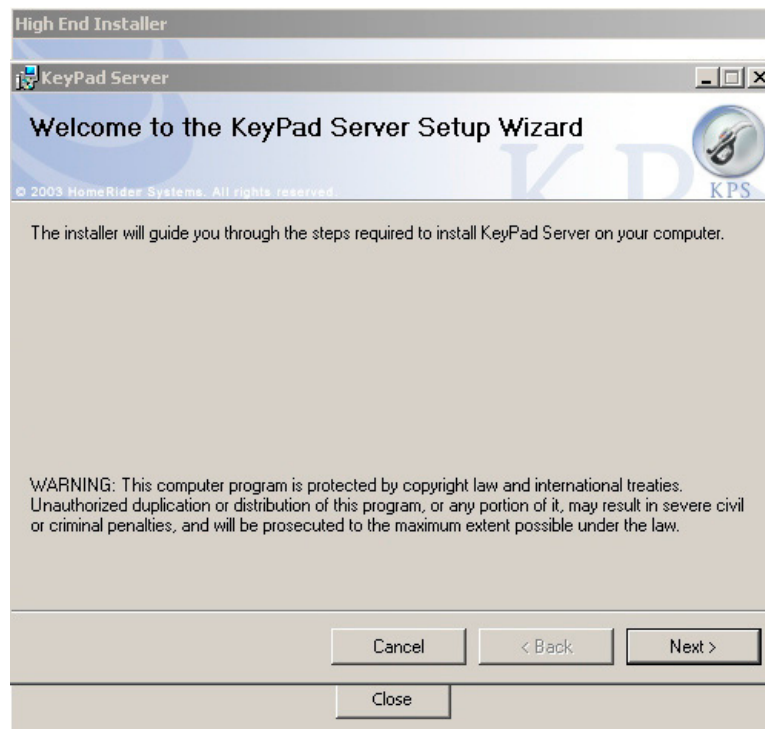 High End Installer
KeyPad Server
Welcome to the KeyPad Server Setup Wizard
KPS
© 2003 HomeRider Systems. All rights reserved.
The installer will guide you through the steps required to install KeyPad Server on your computer.
WARNING: This computer program is protected by copyright law and international treaties.
Unauthorized duplication or distribution of this program, or any portion of it, may result in severe civil
or criminal penalties, and will be prosecuted to the maximum extent possible under the law.
Cancel
< Back
Next >
Close